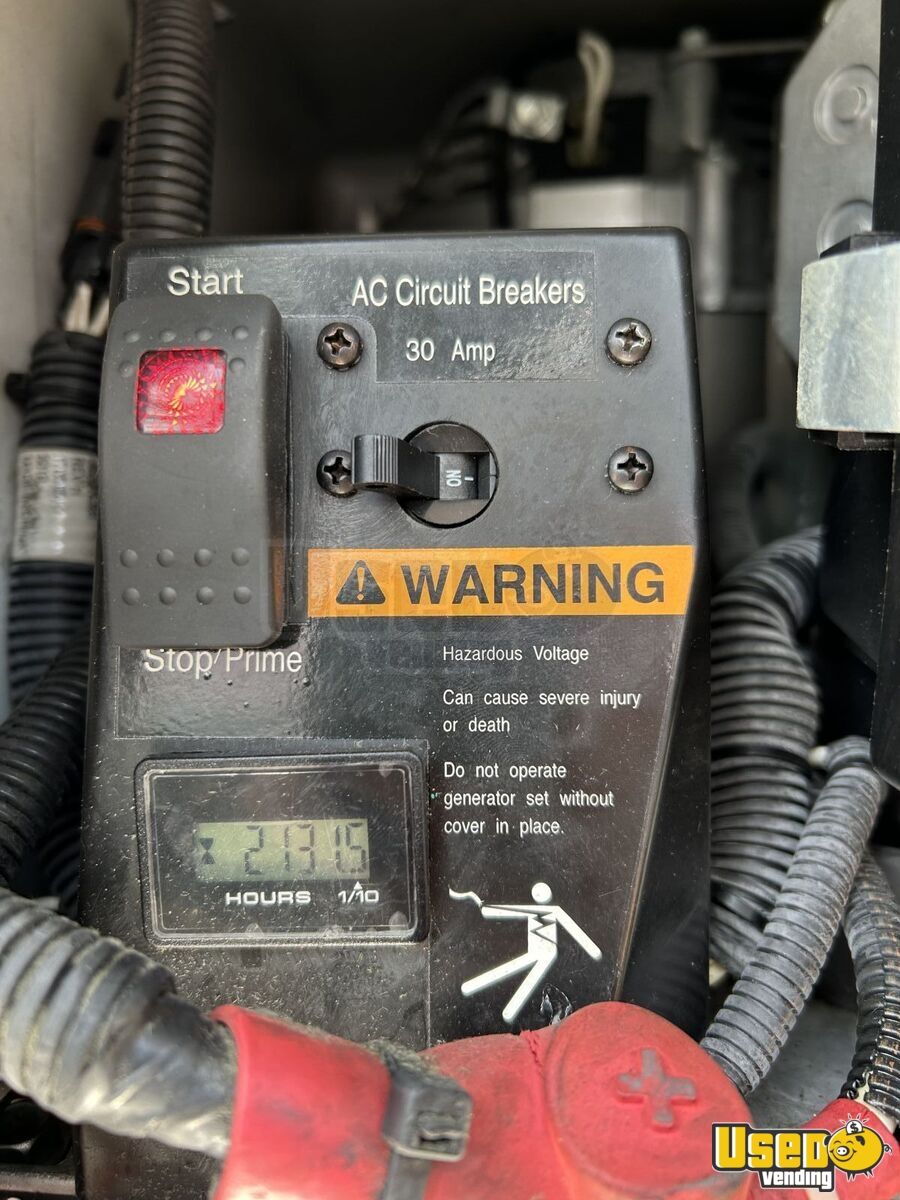 Start
AC Circuit Breakers
30 Amp
ON
WARNING
Stop/Prime
Hazardous Voltage
Can cause severe injury
or death
Do not operate
generator set without
cover in place.
2131.5
HOURS 1/10
USED
vending